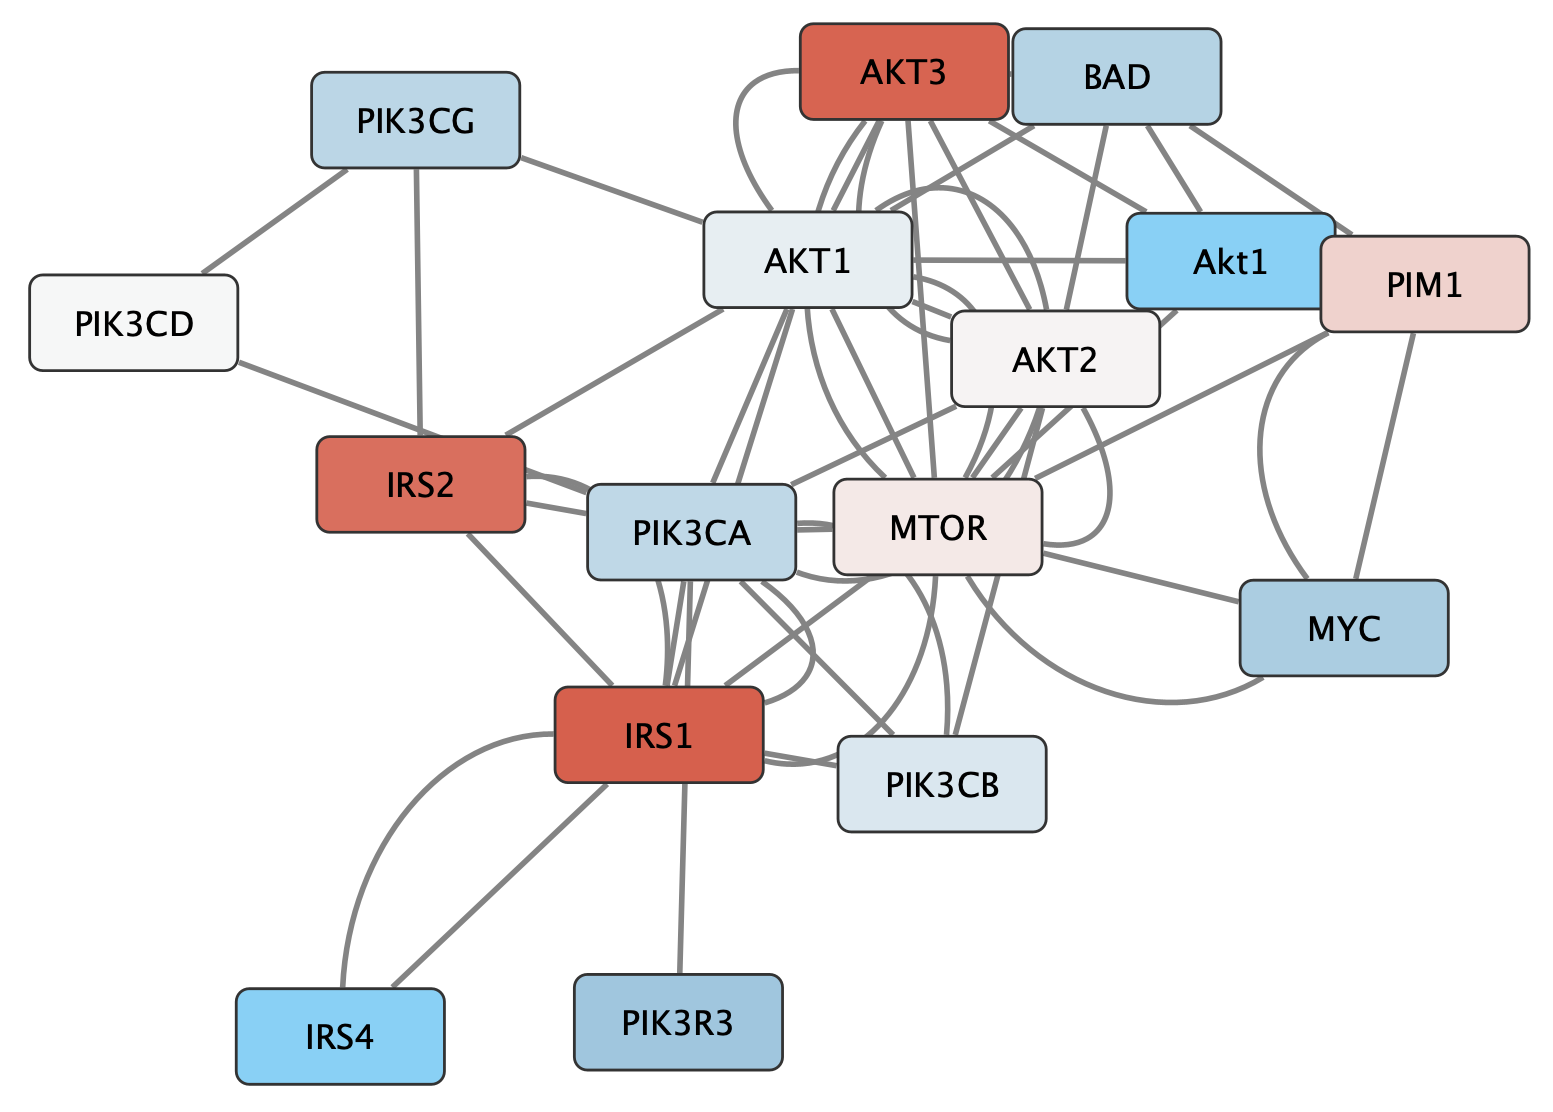 AKT3
BAD
PIK3CG
AKT1
Akt1
PIM1
PIK3CD
AKT2
IRS2
PIK3CA
MTOR
MYC
IRS1
PIK3CB
IRS4
PIK3R3